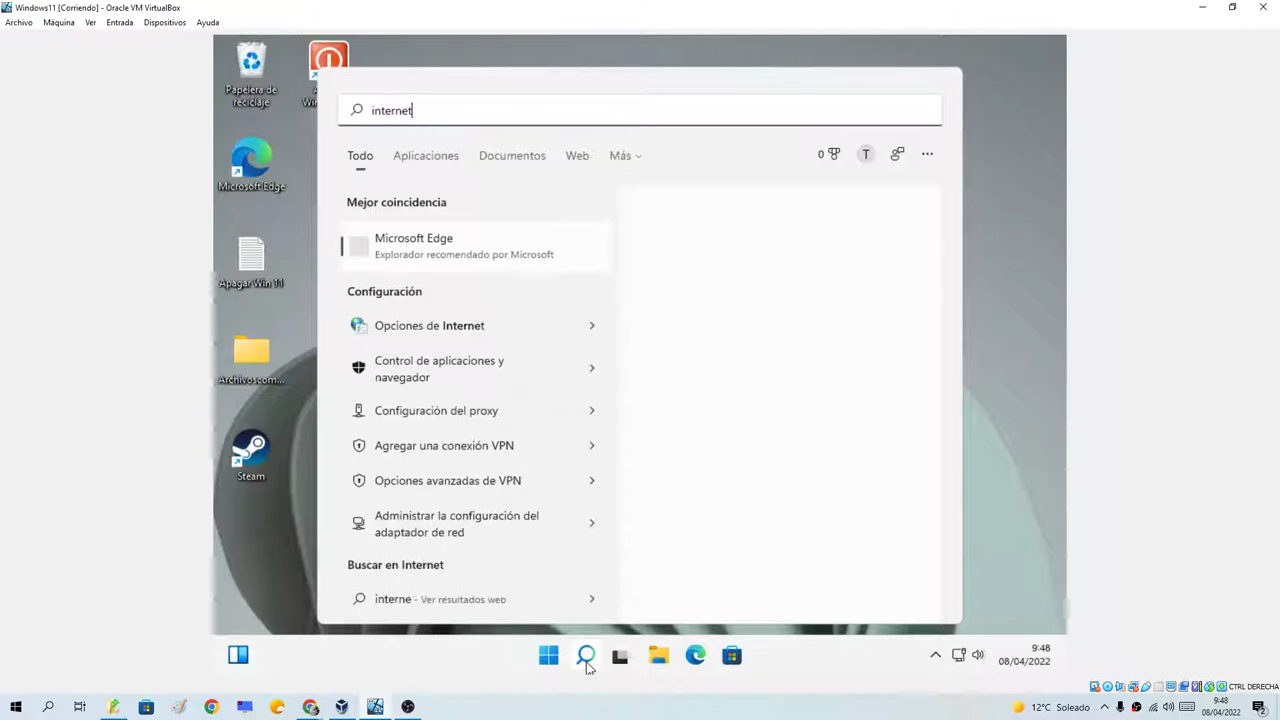 Windows11 [Corriendo] - Oracle VM VirtualBox
Archivo Máquina Ver Entrada Dispositivos Ayuda
Papelera de
reciclaje
Microsoft Edge
Apagar Win 11
Archivoscom...
Steam
internet
Todo Aplicaciones Documentos Web Más 0 T ...
Mejor coincidencia
Microsoft Edge
Explorador recomendado por Microsoft
Configuración
Opciones de Internet
Control de aplicaciones y
navegador
Configuración del proxy
Agregar una conexión VPN
Opciones avanzadas de VPN
Administrar la configuración del
adaptador de red
Buscar en Internet
interne - Ver resultados web
9:48
08/04/2022
CTRL DERECHA
12°C Soleado
9:48
08/04/2022
2